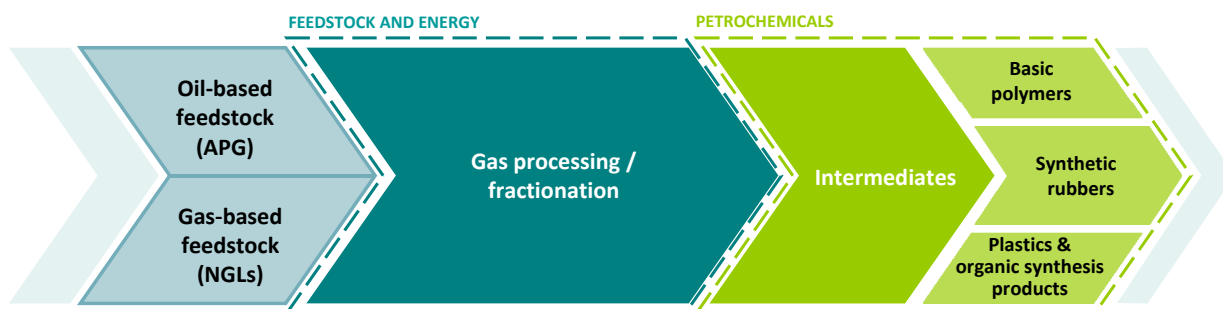 FEEDSTOCK AND ENERGY
PETROCHEMICALS
Oil-based
feedstock
(APG)
Gas-based
feedstock
(NGLs)
Gas processing /
fractionation
Intermediates
Basic
polymers
Synthetic
rubbers
Plastics &
organic synthesis
products